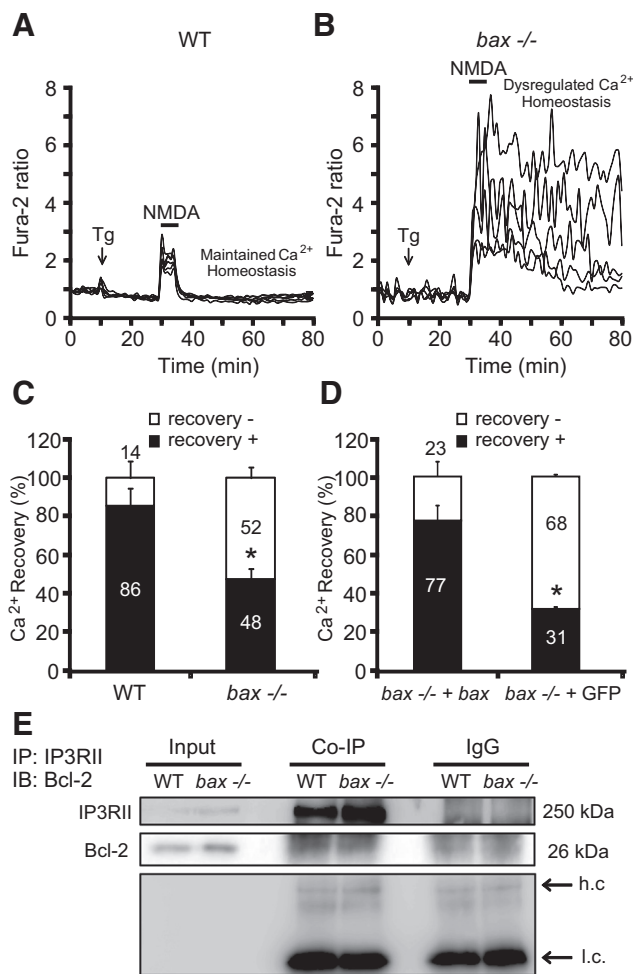 A
WT
B
bax -/-
8
6
4
2
0
Fura-2 ratio
Tg
NMDA
Maintained Ca2+
Homeostasis
0 20 40 60 80
Time (min)
8
6
4
2
0
Fura-2 ratio
Tg
NMDA
Dysregulated Ca2+
Homeostasis
0 20 40 60 80
Time (min)
C
recovery -
recovery +
120
100
80
60
40
20
0
Ca2+ Recovery (%)
14
86
52
*
48
WT
bax -/-
D
recovery -
recovery +
120
100
80
60
40
20
0
Ca2+ Recovery (%)
23
77
68
*
31
bax -/- + bax
bax -/- + GFP
E
IP: IP3RII
IB: Bcl-2
Input
Co-IP
IgG
WT bax -/- WT bax -/- WT bax -/-
IP3RII
250 kDa
Bcl-2
26 kDa
h.c
l.c.